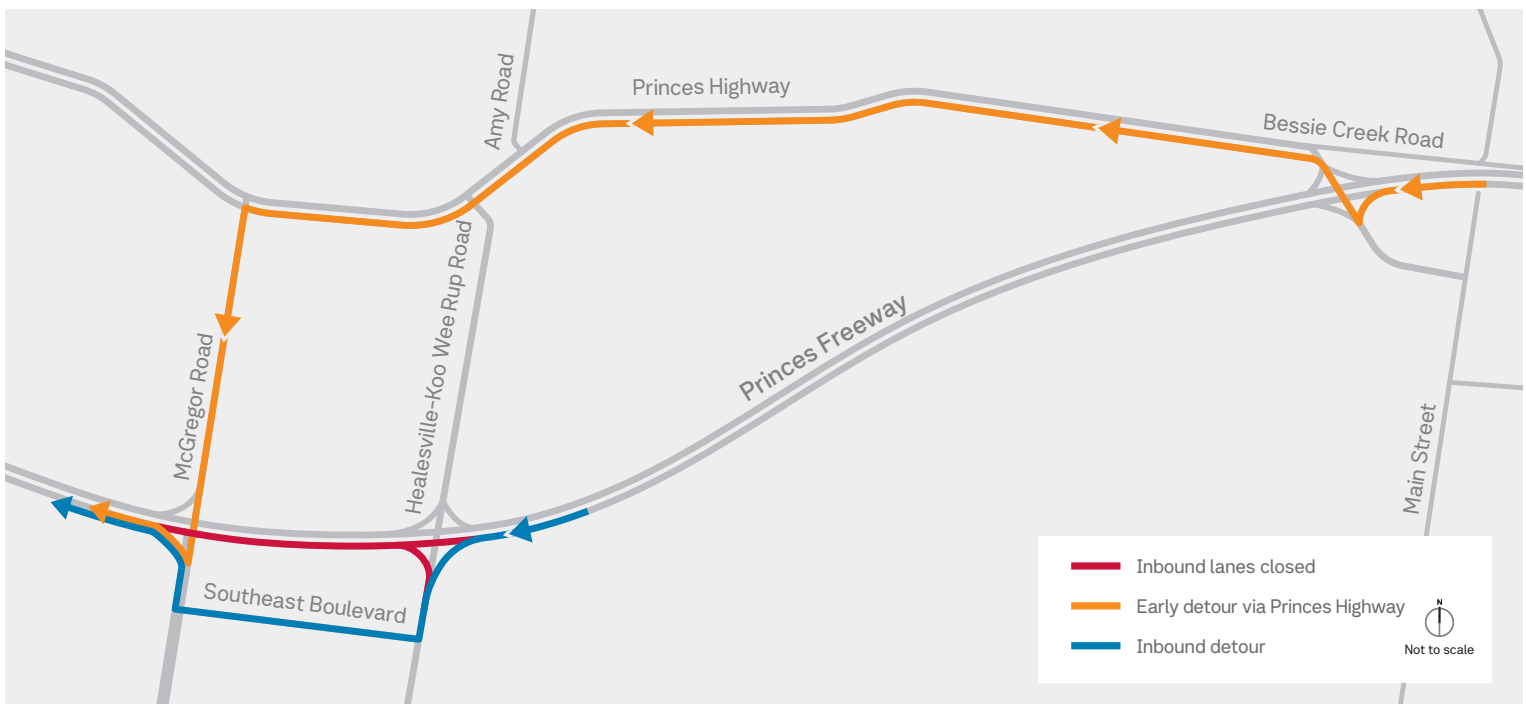 Princes Highway
Amy Road
Bessie Creek Road
Healesville-Koo Wee Rup Road
McGregor Road
Princes Freeway
Main Street
Southeast Boulevard
Inbound lanes closed
Early detour via Princes Highway
Inbound detour
N
Not to scale